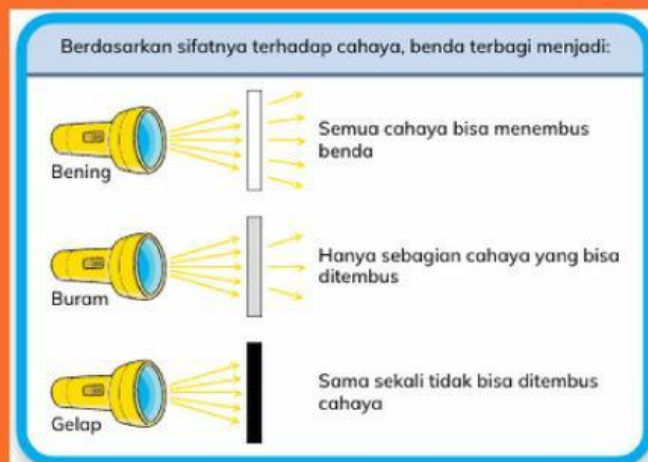 Berdasarkan sifatnya terhadap cahaya, benda terbagi menjadi:
Bening
Semua cahaya bisa menembus
benda
Buram
Hanya sebagian cahaya yang bisa
ditembus
Gelap
Sama sekali tidak bisa ditembus
cahaya